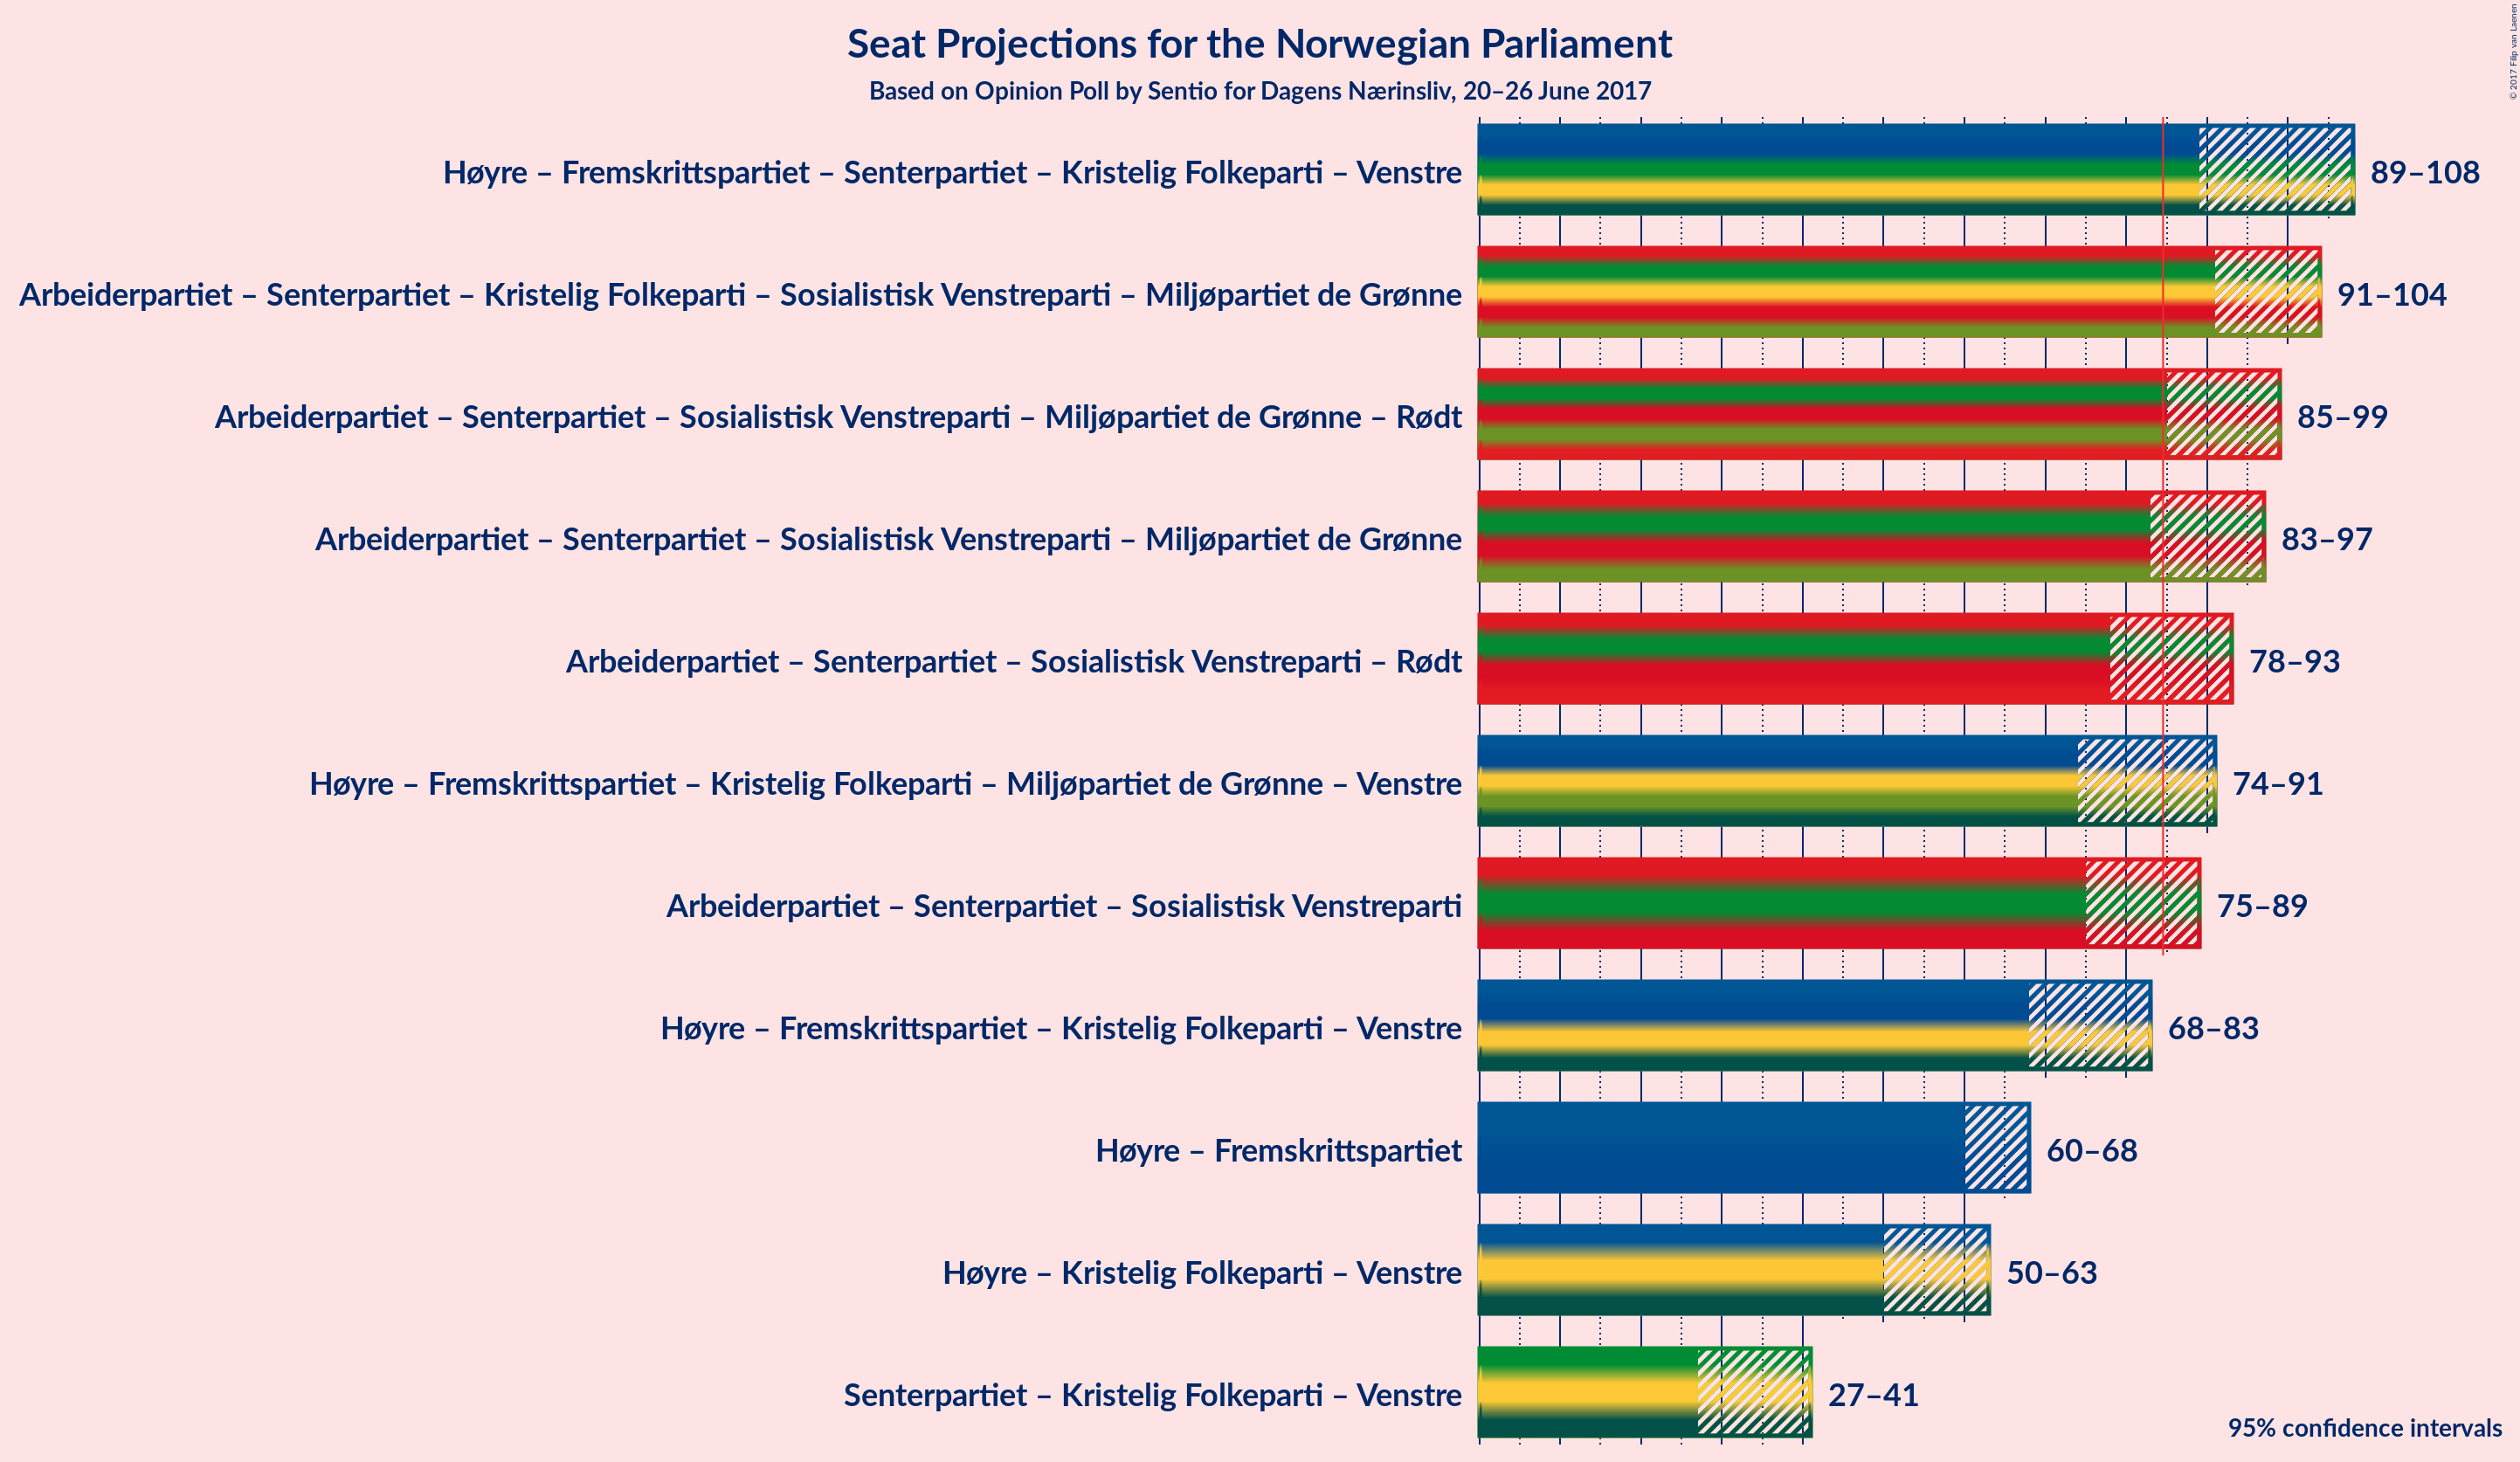 Seat Projections for the Norwegian Parliament
Based on Opinion Poll by Sentio for Dagens Nærinsliv, 20–26 June 2017
© 2017 Filip van Laenen
Høyre – Fremskrittspartiet – Senterpartiet – Kristelig Folkeparti – Venstre 89–108
Arbeiderpartiet – Senterpartiet – Kristelig Folkeparti – Sosialistisk Venstreparti – Miljøpartiet de Grønne 91–104
Arbeiderpartiet – Senterpartiet – Sosialistisk Venstreparti – Miljøpartiet de Grønne – Rødt 85–99
Arbeiderpartiet – Senterpartiet – Sosialistisk Venstreparti – Miljøpartiet de Grønne 83–97
Arbeiderpartiet – Senterpartiet – Sosialistisk Venstreparti – Rødt 78–93
Høyre – Fremskrittspartiet – Kristelig Folkeparti – Miljøpartiet de Grønne – Venstre 74–91
Arbeiderpartiet – Senterpartiet – Sosialistisk Venstreparti 75–89
Høyre – Fremskrittspartiet – Kristelig Folkeparti – Venstre 68–83
Høyre – Fremskrittspartiet 60–68
Høyre – Kristelig Folkeparti – Venstre 50–63
Senterpartiet – Kristelig Folkeparti – Venstre 27–41
95% confidence intervals